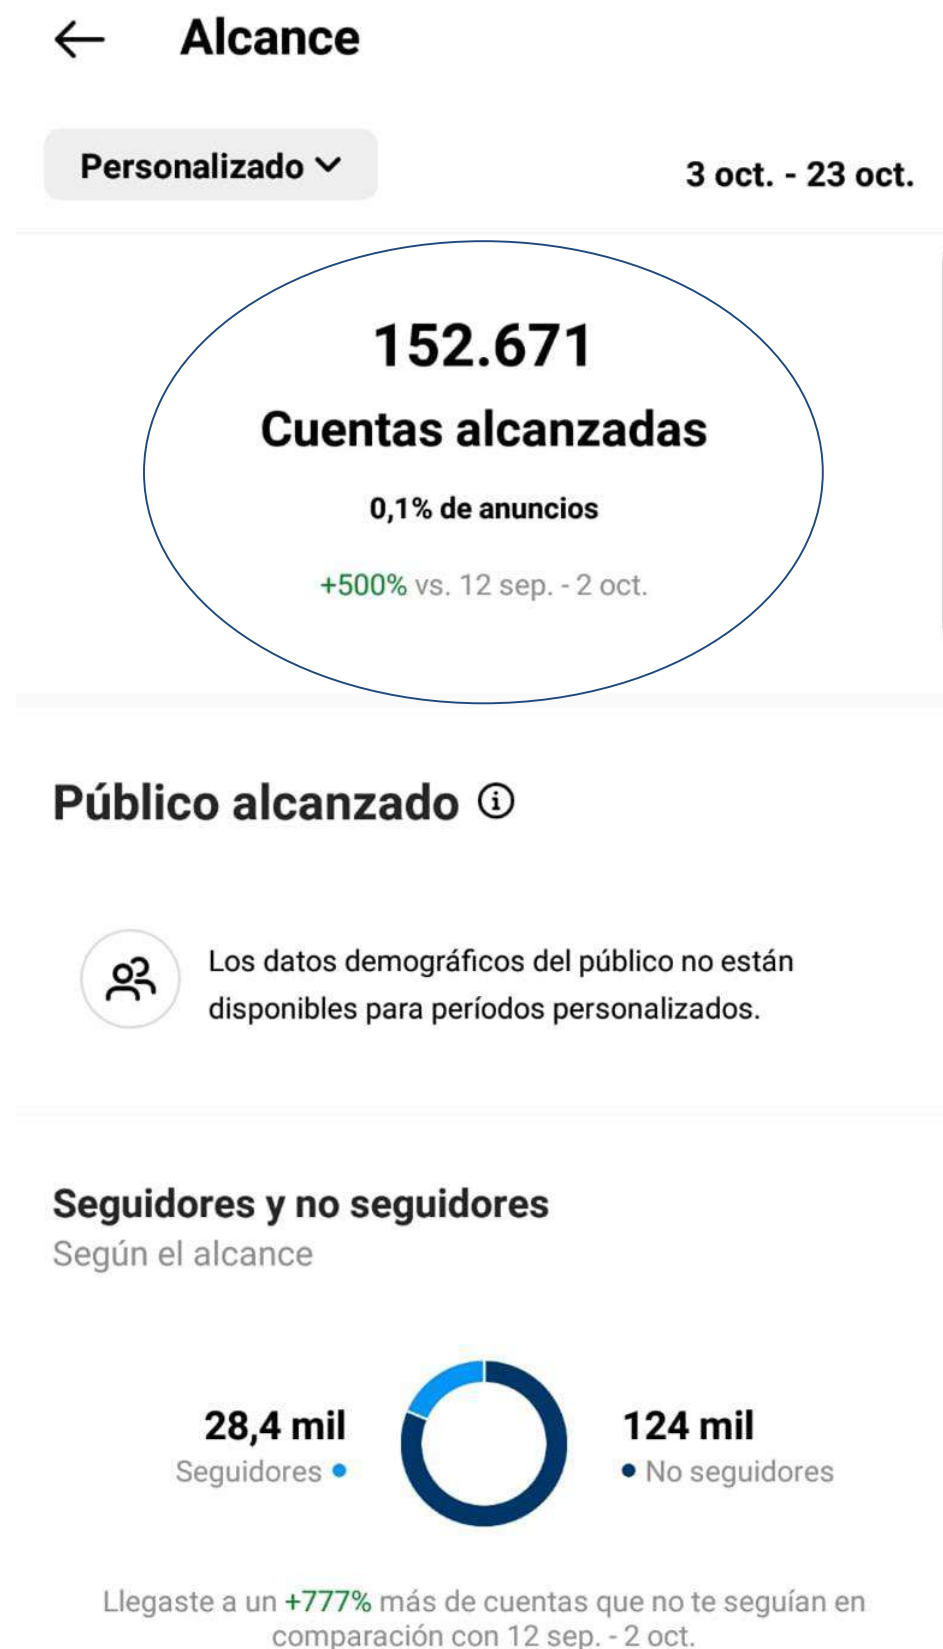 Alcance
Personalizado
3 oct. - 23 oct.
152.671
Cuentas alcanzadas
0,1% de anuncios
+500% vs. 12 sep. - 2 oct.
Público alcanzado
Los datos demográficos del público no están
disponibles para períodos personalizados.
Seguidores y no seguidores
Según el alcance
28,4 mil
Seguidores
124 mil
No seguidores
Llegaste a un +777% más de cuentas que no te seguían en
comparación con 12 sep. - 2 oct.